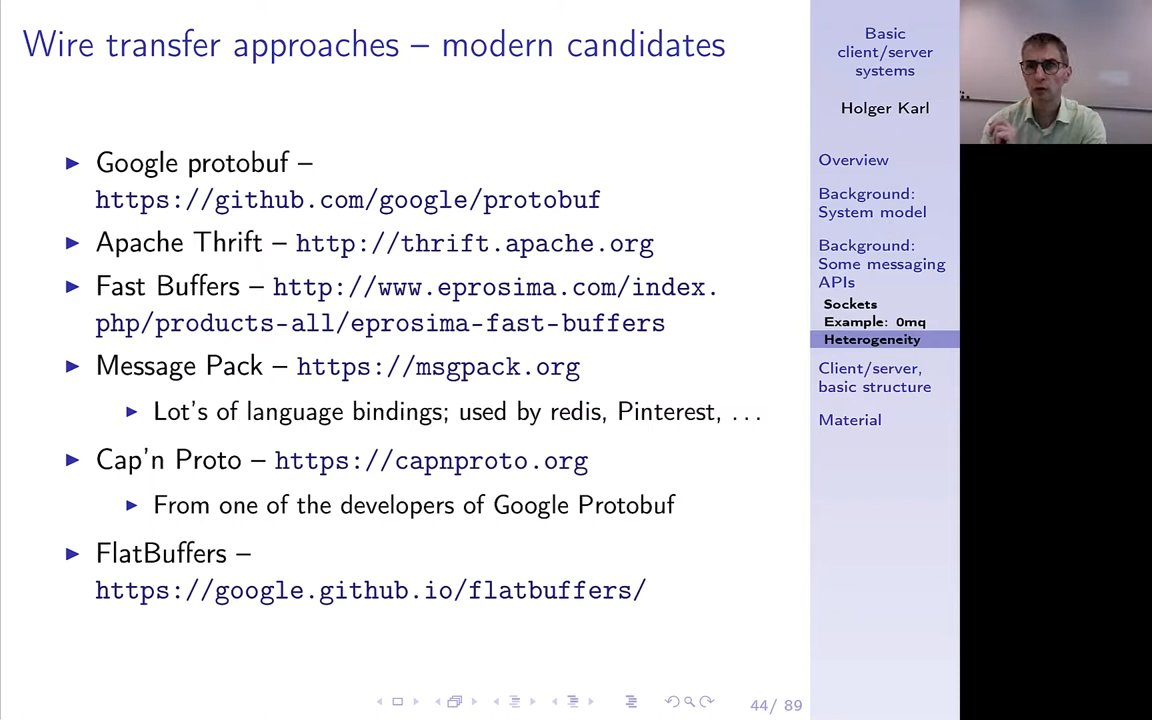 Wire transfer approaches – modern candidates
Google protobuf –
https://github.com/google/protobuf
Apache Thrift – http://thrift.apache.org
Fast Buffers – http://www.eprosima.com/index.
php/products-all/eprosima-fast-buffers
Message Pack – https://msgpack.org
Lot's of language bindings; used by redis, Pinterest, ...
Cap'n Proto – https://capnproto.org
From one of the developers of Google Protobuf
FlatBuffers –
https://google.github.io/flatbuffers/
44/ 89
Basic
client/server
systems
Holger Karl
Overview
Background:
System model
Background:
Some messaging
APIs
Sockets
Example: 0mq
Heterogeneity
Client/server,
basic structure
Material